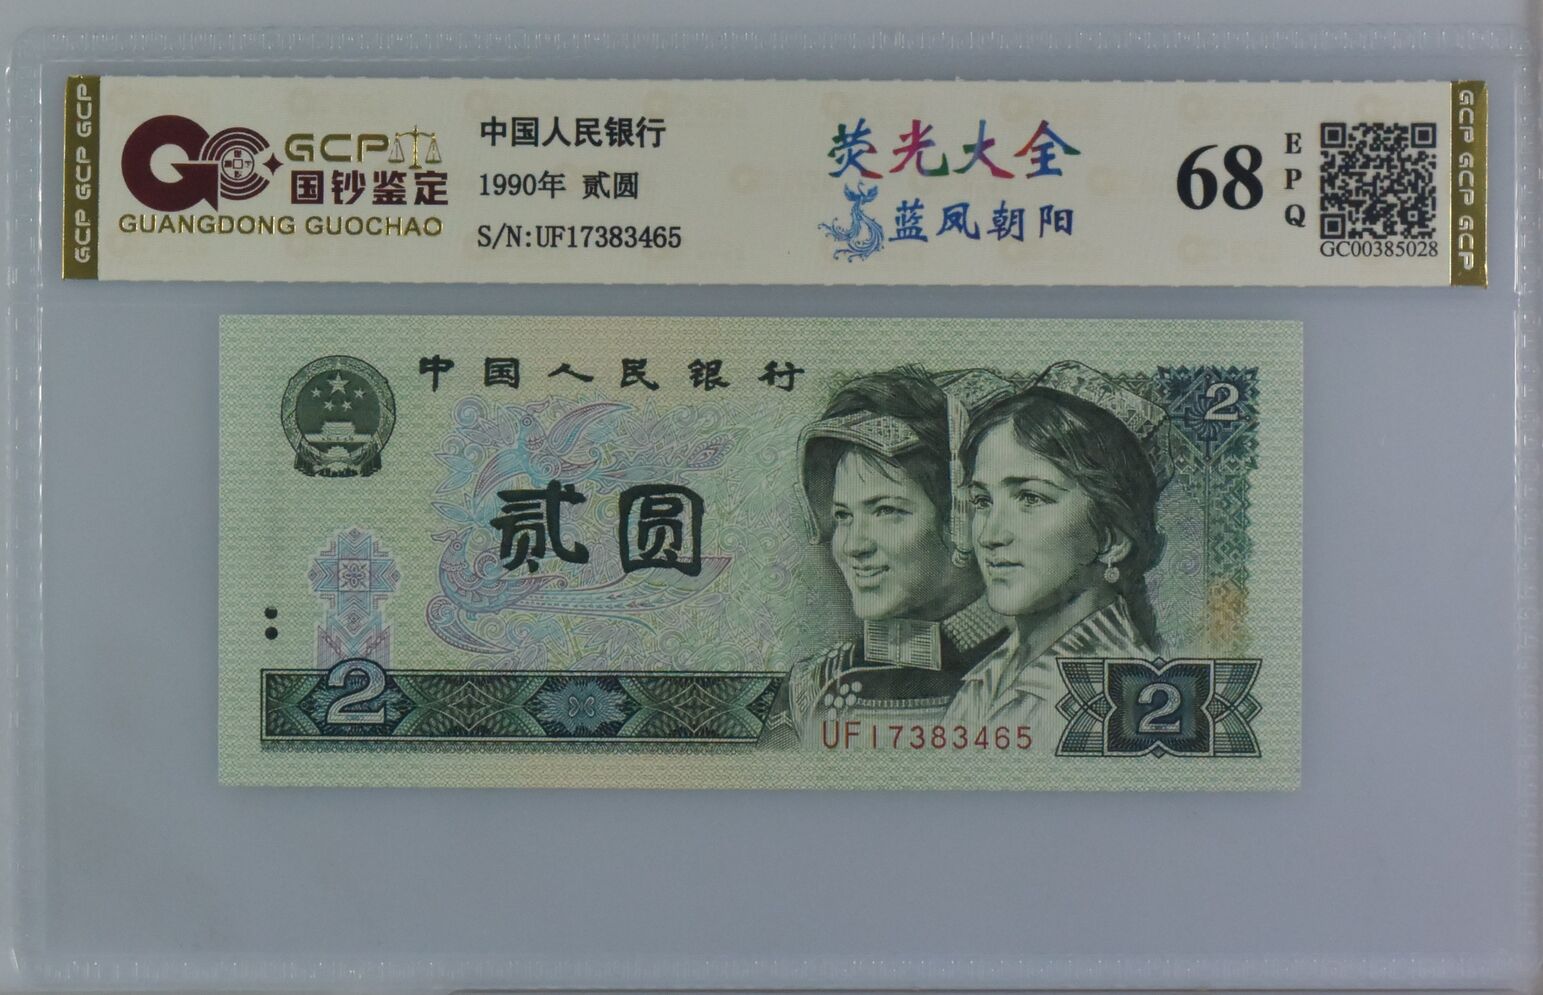 GCP
国钞鉴定
GUANGDONG GUOCHAO
中国人民银行
1990年 贰圆
S/N:UF17383465
荧光大全
蓝凤朝阳
68
EPQ
GC00385028
GCP GCP GCP
GCP GCP GCP
中国人民银行
2
贰圆
2
UF17383465
2